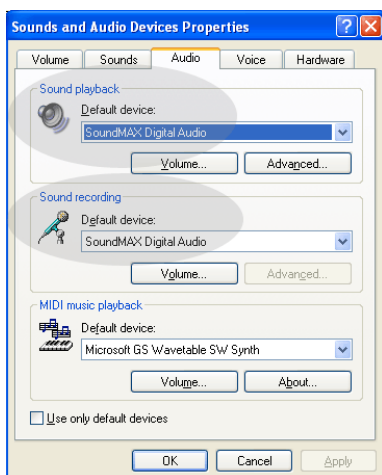 Sounds and Audio Devices Properties
Volume Sounds Audio Voice Hardware
Sound playback
Default device:
SoundMAX Digital Audio
Volume... Advanced...
Sound recording
Default device:
SoundMAX Digital Audio
Volume... Advanced...
MIDI music playback
Default device:
Microsoft GS Wavetable SW Synth
Volume... About...
Use only default devices
OK Cancel Apply